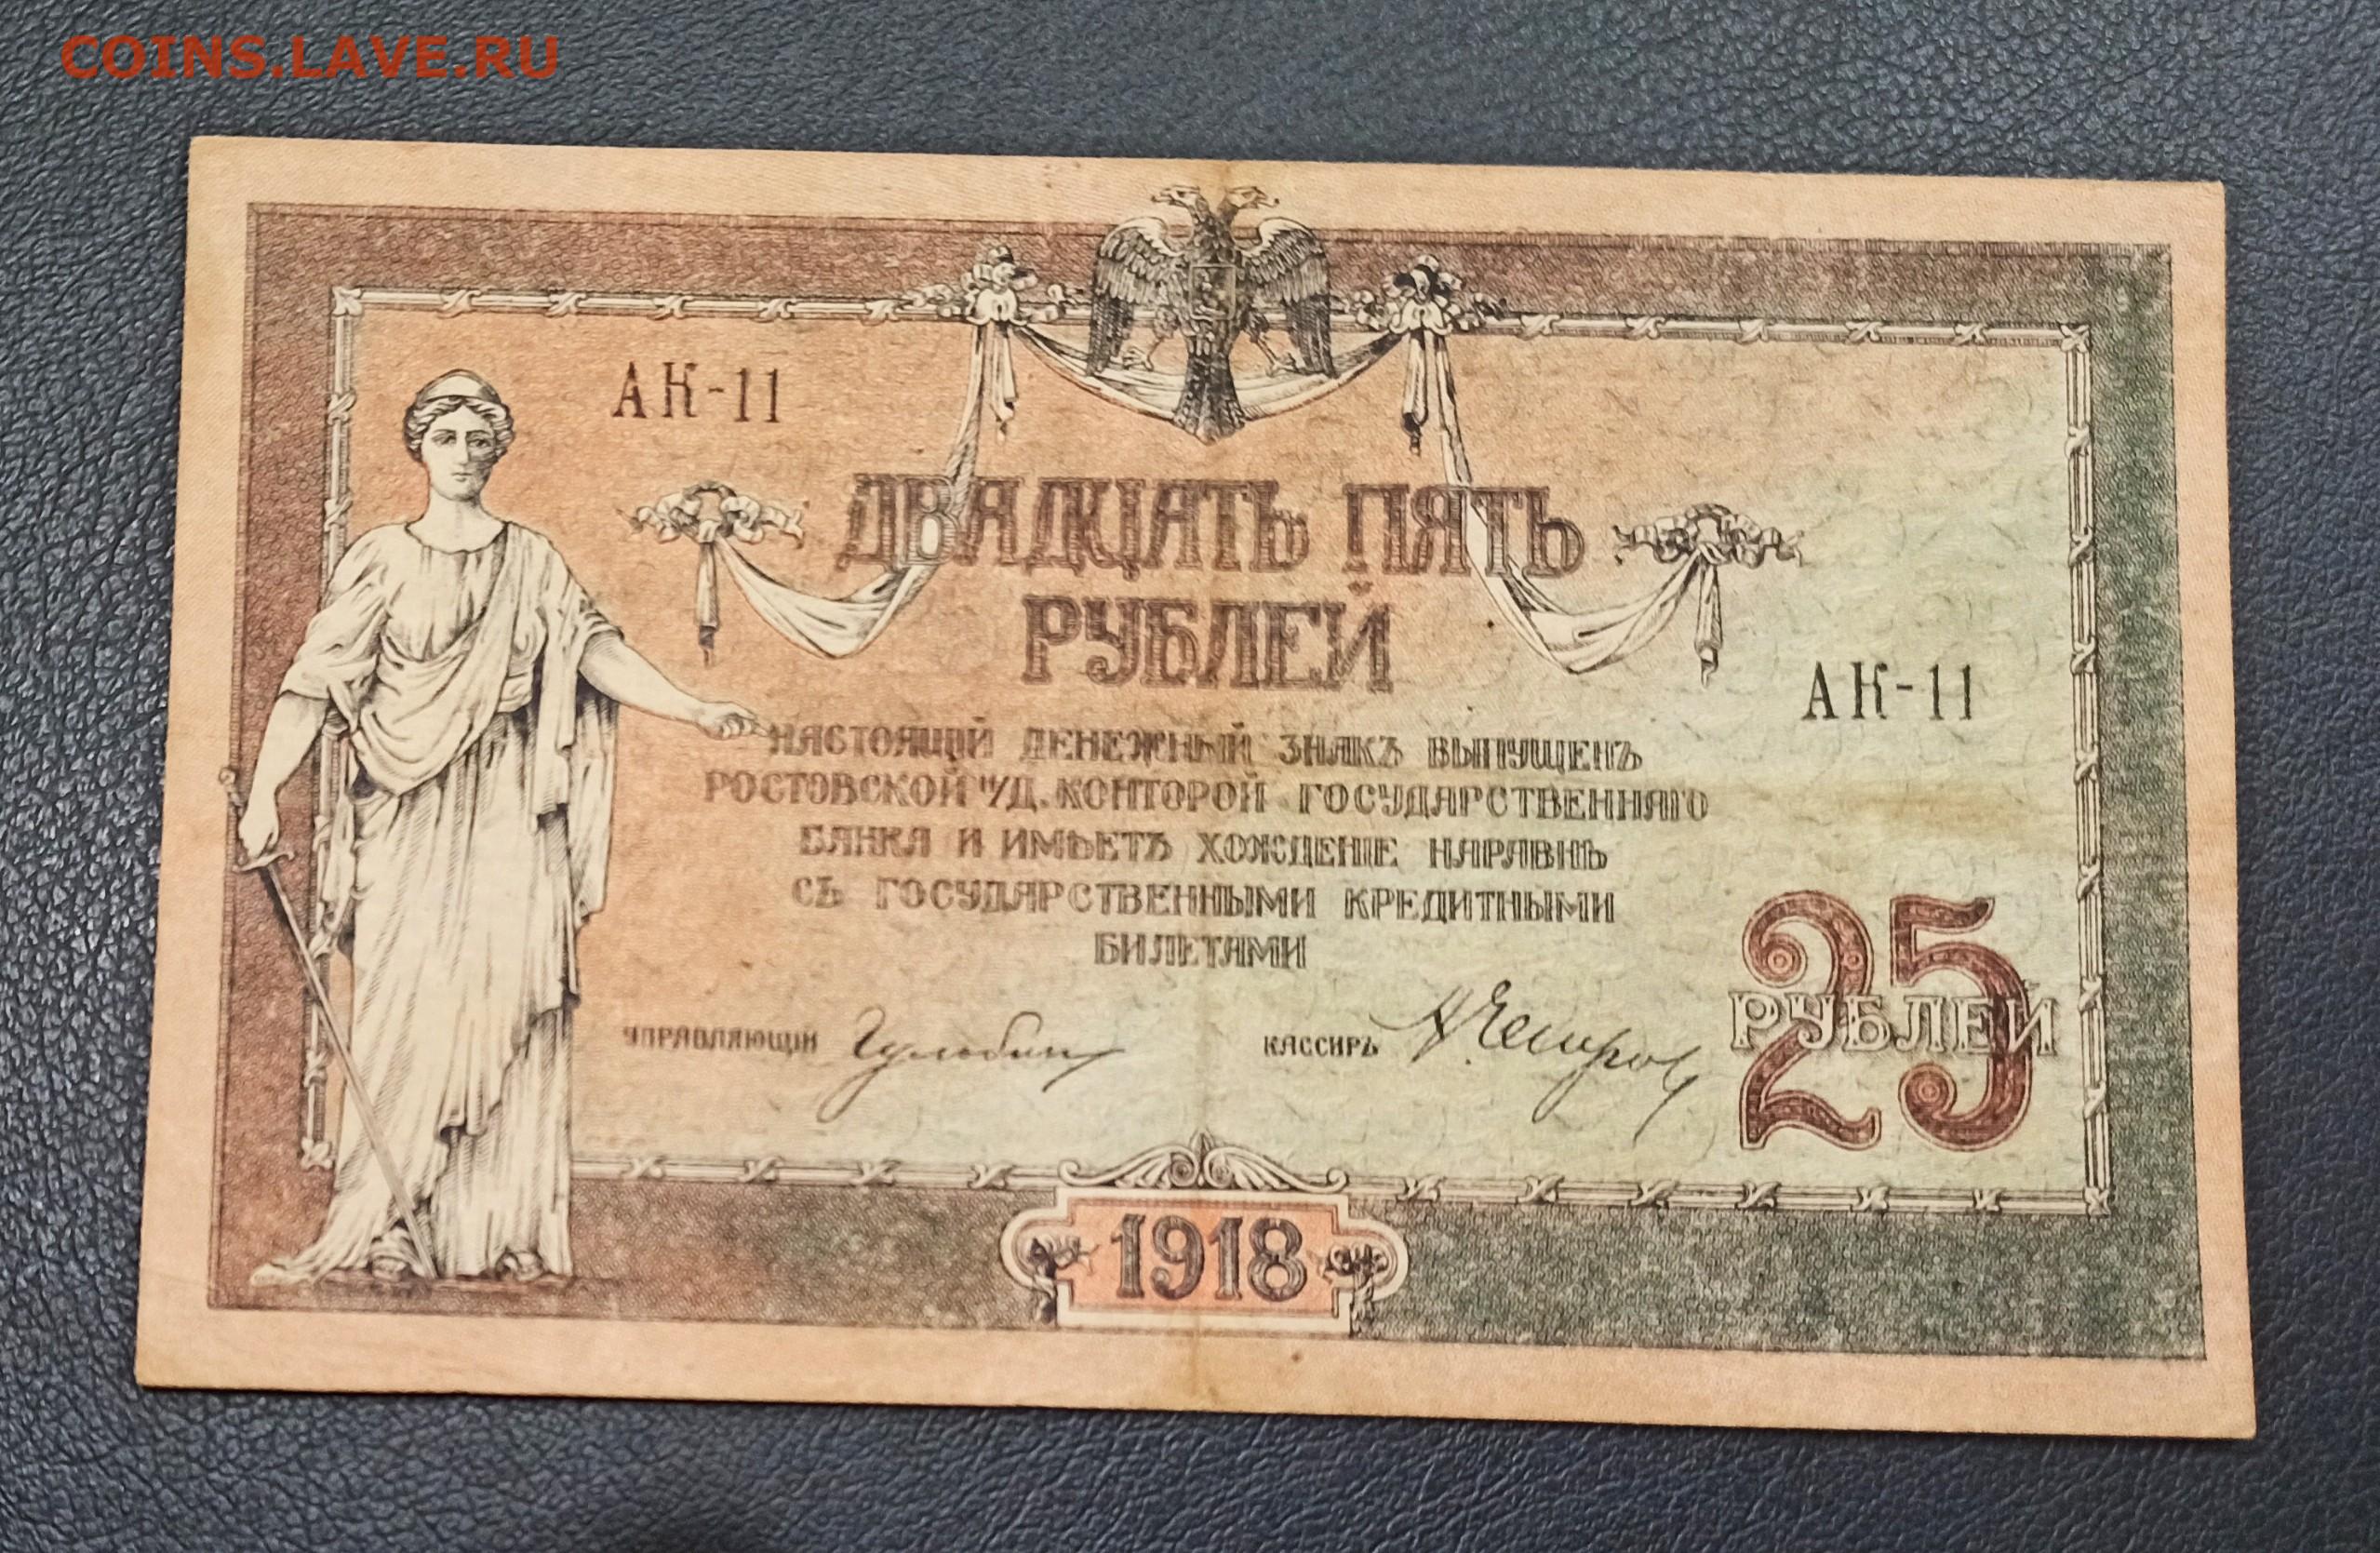 COINS.LAVE.RU
АК-11
ДВАДЦАТЬ ПЯТЬ
РУБЛЕЙ
АК-11
НАСТОЯЩІЙ ДЕНЕЖНЫЙ ЗНАКЪ ВЫПУЩЕНЪ
РОСТОВСКОЙ Н/Д. КОНТОРОЙ ГОСУДАРСТВЕННАГО
БАНКА И ИМѢЕТЪ ХОЖДЕНІЕ НАРАВНѢ
СЪ ГОСУДАРСТВЕННЫМИ КРЕДИТНЫМИ
БИЛЕТАМИ
УПРАВЛЯЮЩІЙ Гульбин КАССИРЪ
25
РУБЛЕЙ
1918